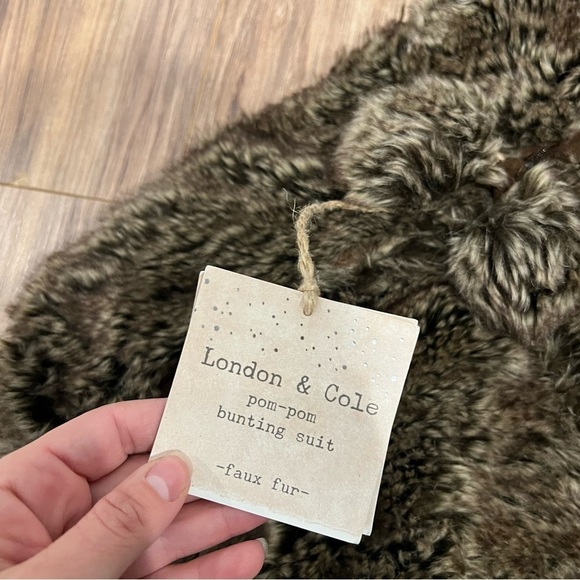 London & Cole
pom-pom
bunting suit
-faux fur-